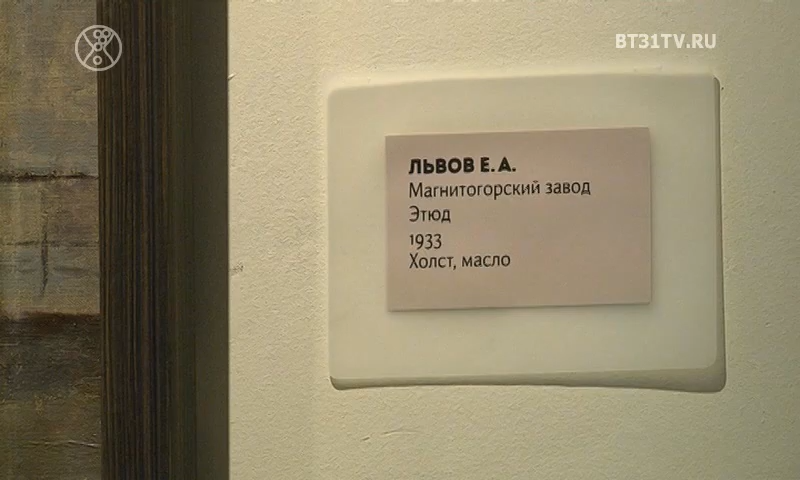 BT31TV.RU
ЛЬВОВ Е. А.
Магнитогорский завод
Этюд
1933
Холст, масло